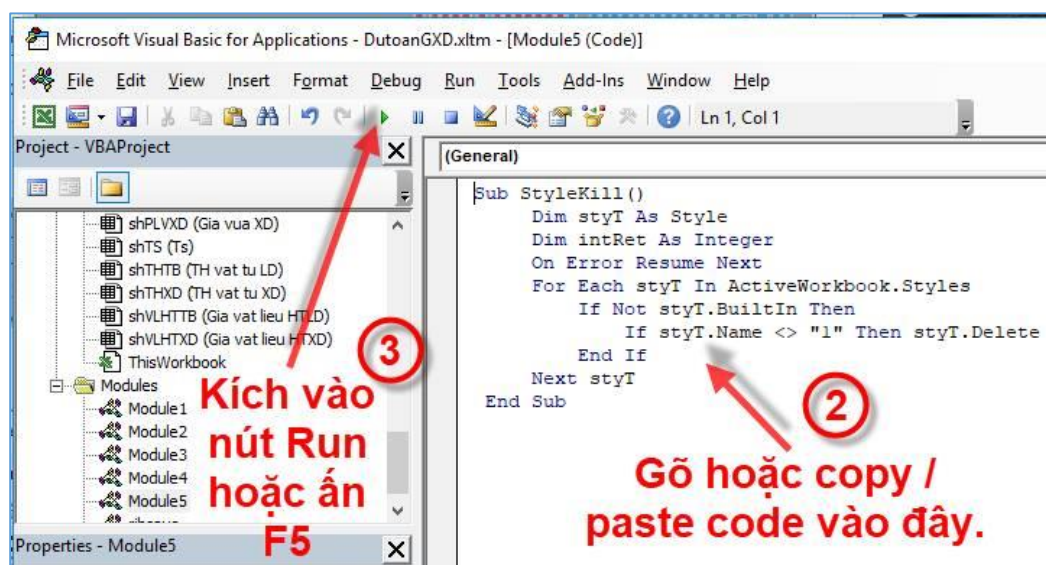 Microsoft Visual Basic for Applications - DutoanGXD.xltm - [Module5 (Code)]
File Edit View Insert Format Debug Run Tools Add-Ins Window Help
Ln 1, Col 1
Project - VBAProject
shPLVXD (Gia vua XD)
shTS (Ts)
shTHTB (TH vat tu LD)
shTHXD (TH vat tu XD)
shVLHTTB (Gia vat lieu HTLD)
shVLHTXD (Gia vat lieu HTXD)
ThisWorkbook
Modules
Module1
Module2
Module3
Module4
Module5
Properties - Module5
3
Kích vào
nút Run
hoặc ấn
F5
(General)
Sub StyleKill()
Dim styT As Style
Dim intRet As Integer
On Error Resume Next
For Each styT In ActiveWorkbook.Styles
If Not styT.BuiltIn Then
If styT.Name <> "1" Then styT.Delete
End If
Next styT
End Sub
2
Gõ hoặc copy /
paste code vào đây.